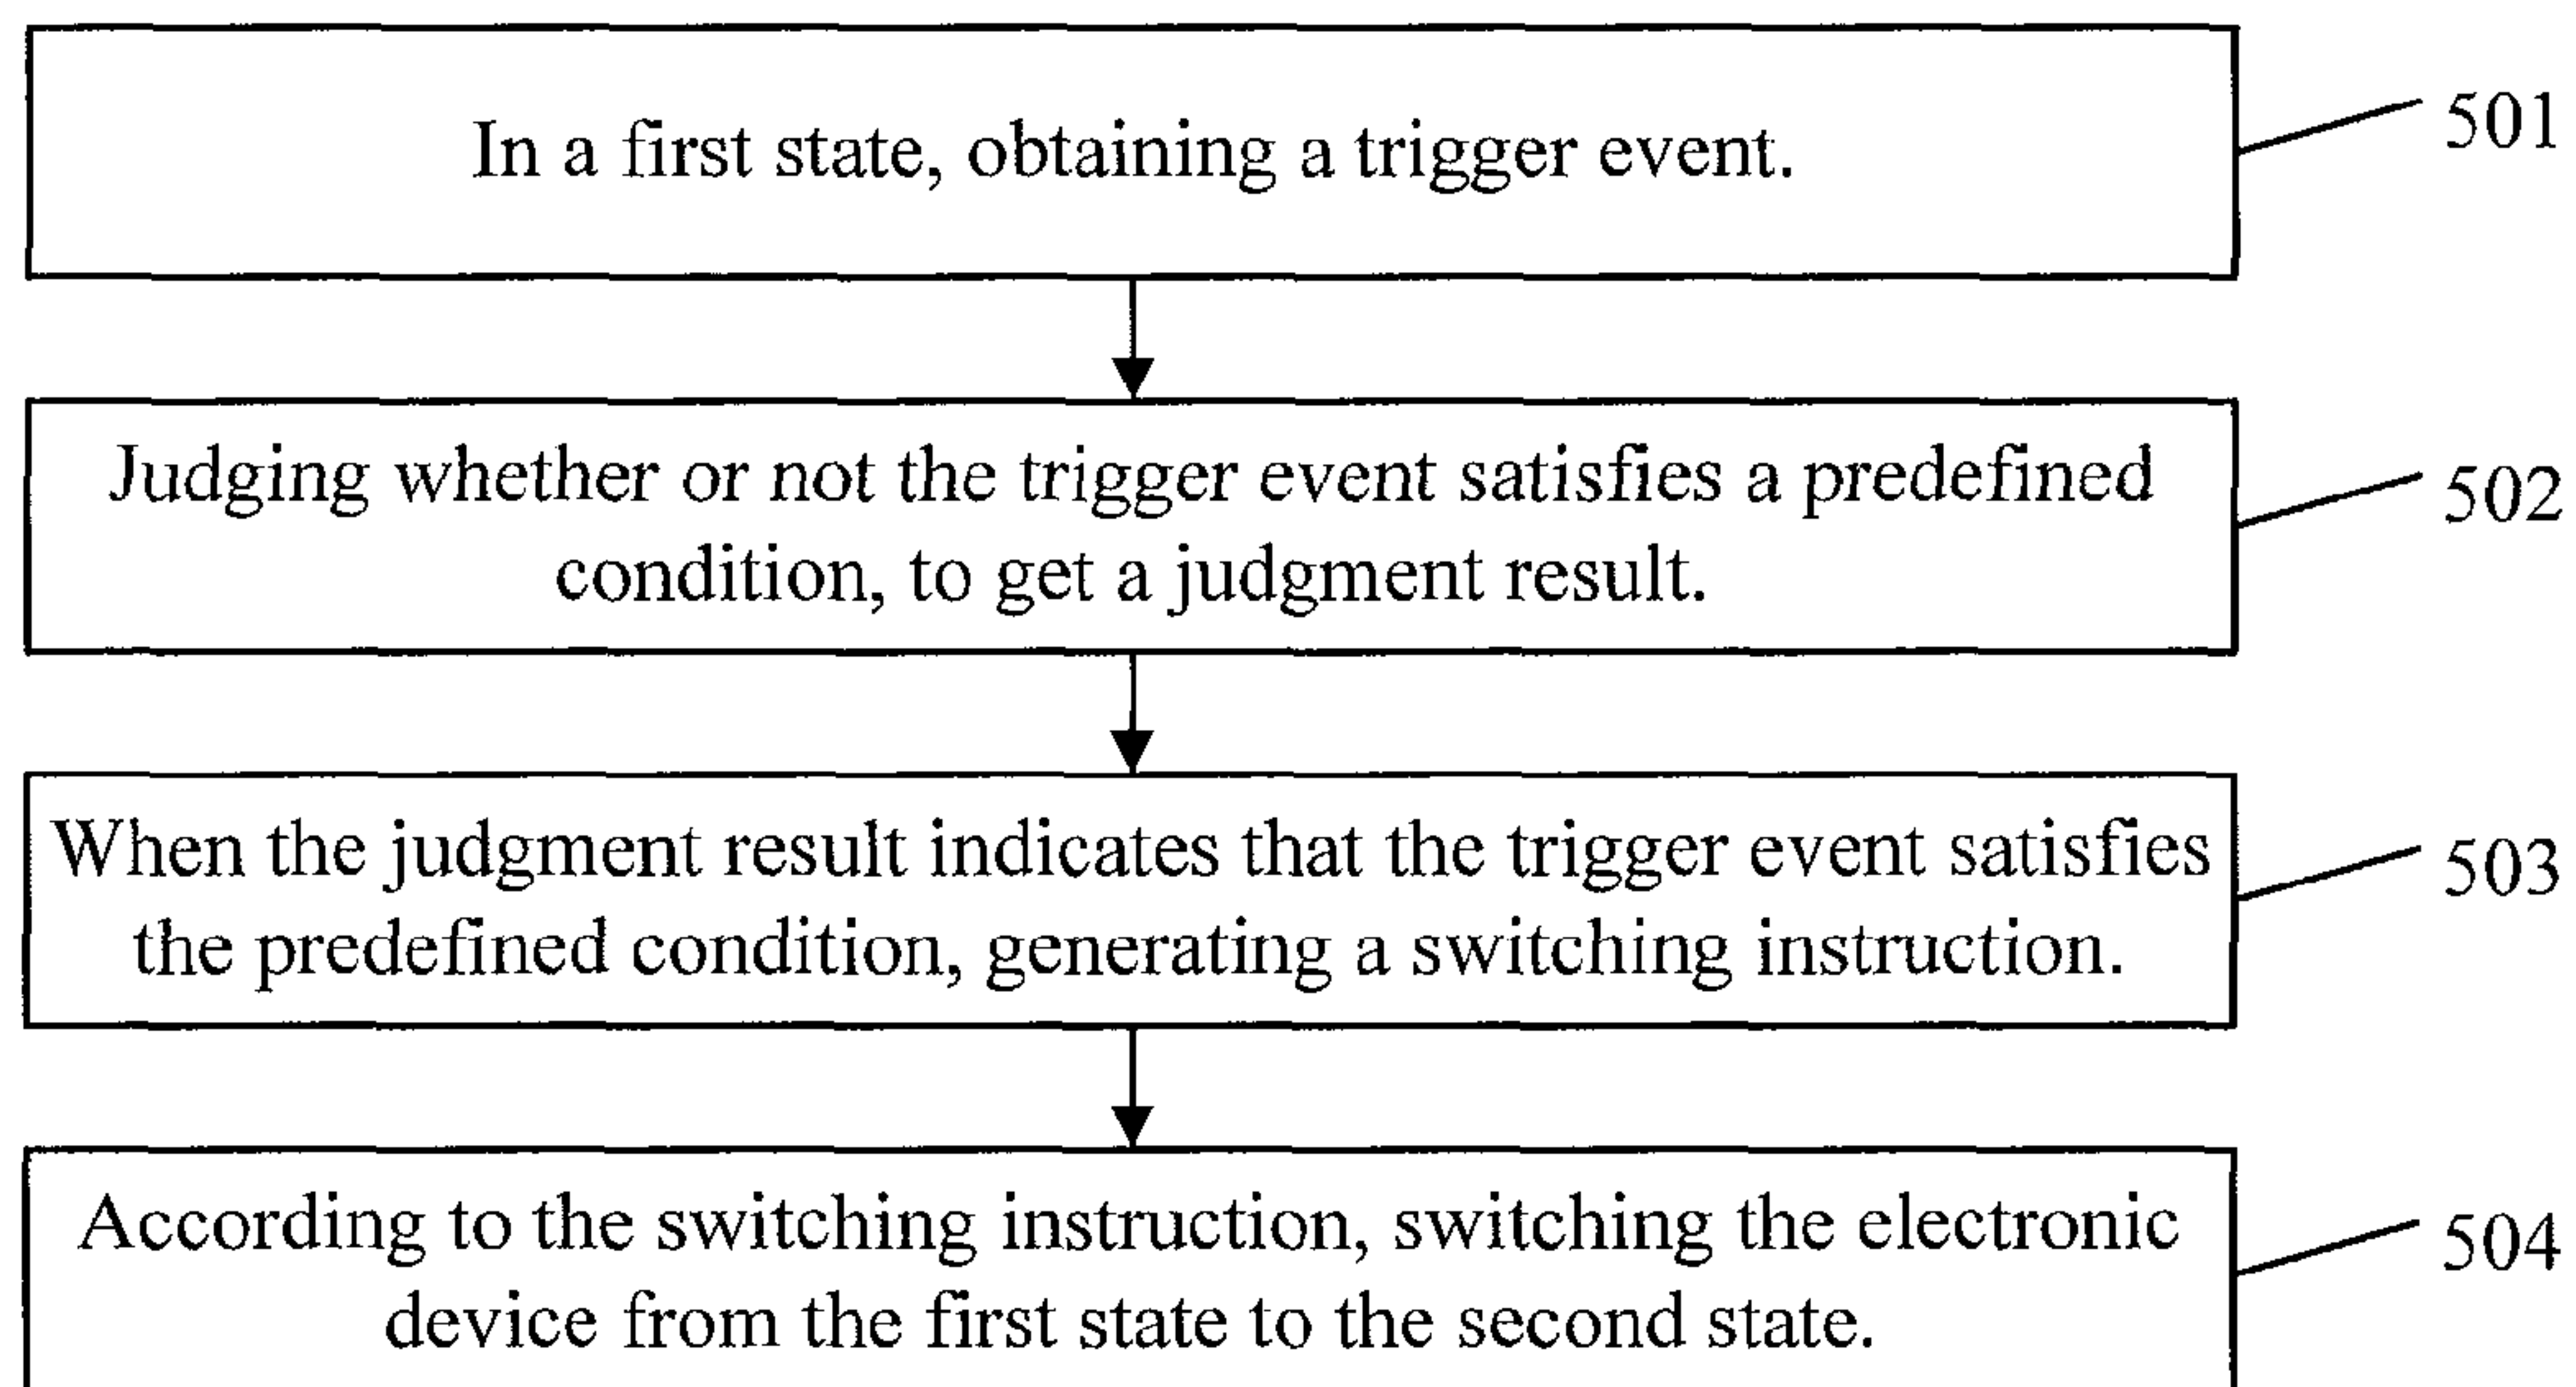 In a first state, obtaining a trigger event.
501
Judging whether or not the trigger event satisfies a predefined
condition, to get a judgment result.
502
When the judgment result indicates that the trigger event satisfies
the predefined condition, generating a switching instruction.
503
According to the switching instruction, switching the electronic
device from the first state to the second state.
504